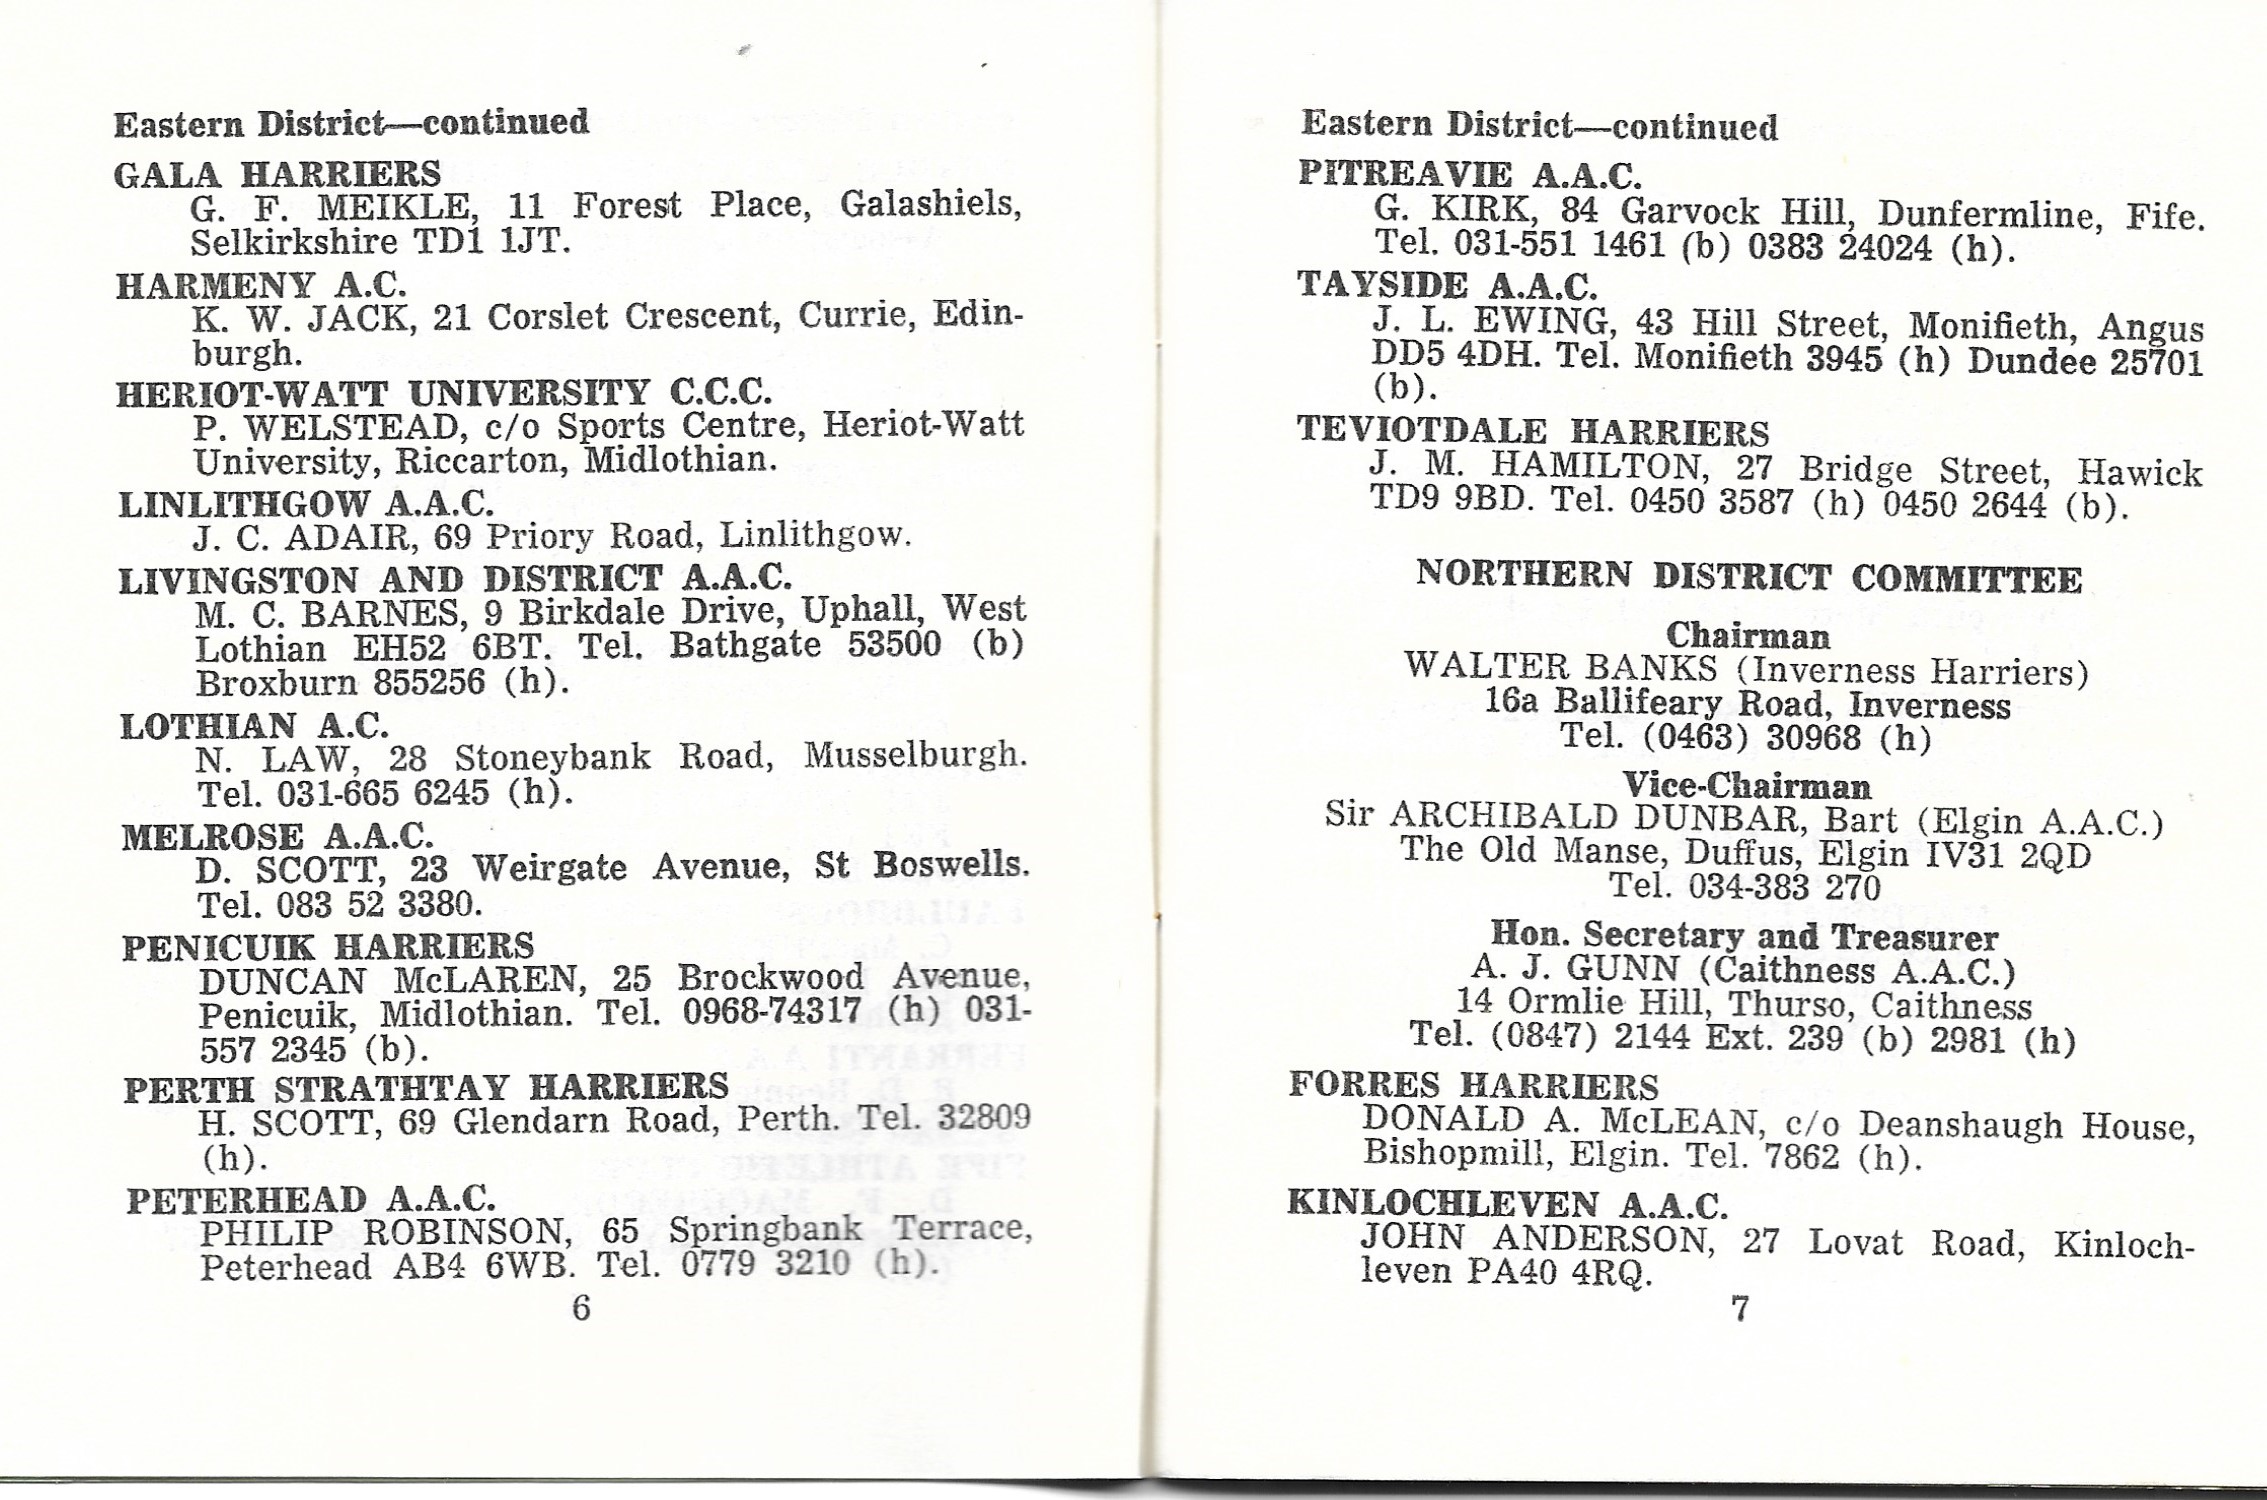 Eastern District—continued
GALA HARRIERS
G. F. MEIKLE, 11 Forest Place, Galashiels,
Selkirkshire TD1 1JT.
HARMENY A.C.
K. W. JACK, 21 Corslet Crescent, Currie, Edin-
burgh.
HERIOT-WATT UNIVERSITY C.C.C.
P. WELSTEAD, c/o Sports Centre, Heriot-Watt
University, Riccarton, Midlothian.
LINLITHGOW A.A.C.
J. C. ADAIR, 69 Priory Road, Linlithgow.
LIVINGSTON AND DISTRICT A.A.C.
M. C. BARNES, 9 Birkdale Drive, Uphall, West
Lothian EH52 6BT. Tel. Bathgate 53500 (b)
Broxburn 855256 (h).
LOTHIAN A.C.
N. LAW, 28 Stoneybank Road, Musselburgh.
Tel. 031-665 6245 (h).
MELROSE A.A.C.
D. SCOTT, 23 Weirgate Avenue, St Boswells.
Tel. 083 52 3380.
PENICUIK HARRIERS
DUNCAN McLAREN, 25 Brockwood Avenue,
Penicuik, Midlothian. Tel. 0968-74317 (h) 031-
557 2345 (b).
PERTH STRATHTAY HARRIERS
H. SCOTT, 69 Glendarn Road, Perth. Tel. 32809
(h).
PETERHEAD A.A.C.
PHILIP ROBINSON, 65 Springbank Terrace,
Peterhead AB4 6WB. Tel. 0779 3210 (h).
6
Eastern District—continued
PITREAVIE A.A.C.
G. KIRK, 84 Garvock Hill, Dunfermline, Fife.
Tel. 031-551 1461 (b) 0383 24024 (h).
TAYSIDE A.A.C.
J. L. EWING, 43 Hill Street, Monifieth, Angus
DD5 4DH. Tel. Monifieth 3945 (h) Dundee 25701
(b).
TEVIOTDALE HARRIERS
J. M. HAMILTON, 27 Bridge Street, Hawick
TD9 9BD. Tel. 0450 3587 (h) 0450 2644 (b).
NORTHERN DISTRICT COMMITTEE
Chairman
WALTER BANKS (Inverness Harriers)
16a Ballifeary Road, Inverness
Tel. (0463) 30968 (h)
Vice-Chairman
Sir ARCHIBALD DUNBAR, Bart (Elgin A.A.C.)
The Old Manse, Duffus, Elgin IV31 2QD
Tel. 034-383 270
Hon. Secretary and Treasurer
A. J. GUNN (Caithness A.A.C.)
14 Ormlie Hill, Thurso, Caithness
Tel. (0847) 2144 Ext. 239 (b) 2981 (h)
FORRES HARRIERS
DONALD A. McLEAN, c/o Deanshaugh House,
Bishopmill, Elgin. Tel. 7862 (h).
KINLOCHLEVEN A.A.C.
JOHN ANDERSON, 27 Lovat Road, Kinloch-
leven PA40 4RQ.
7